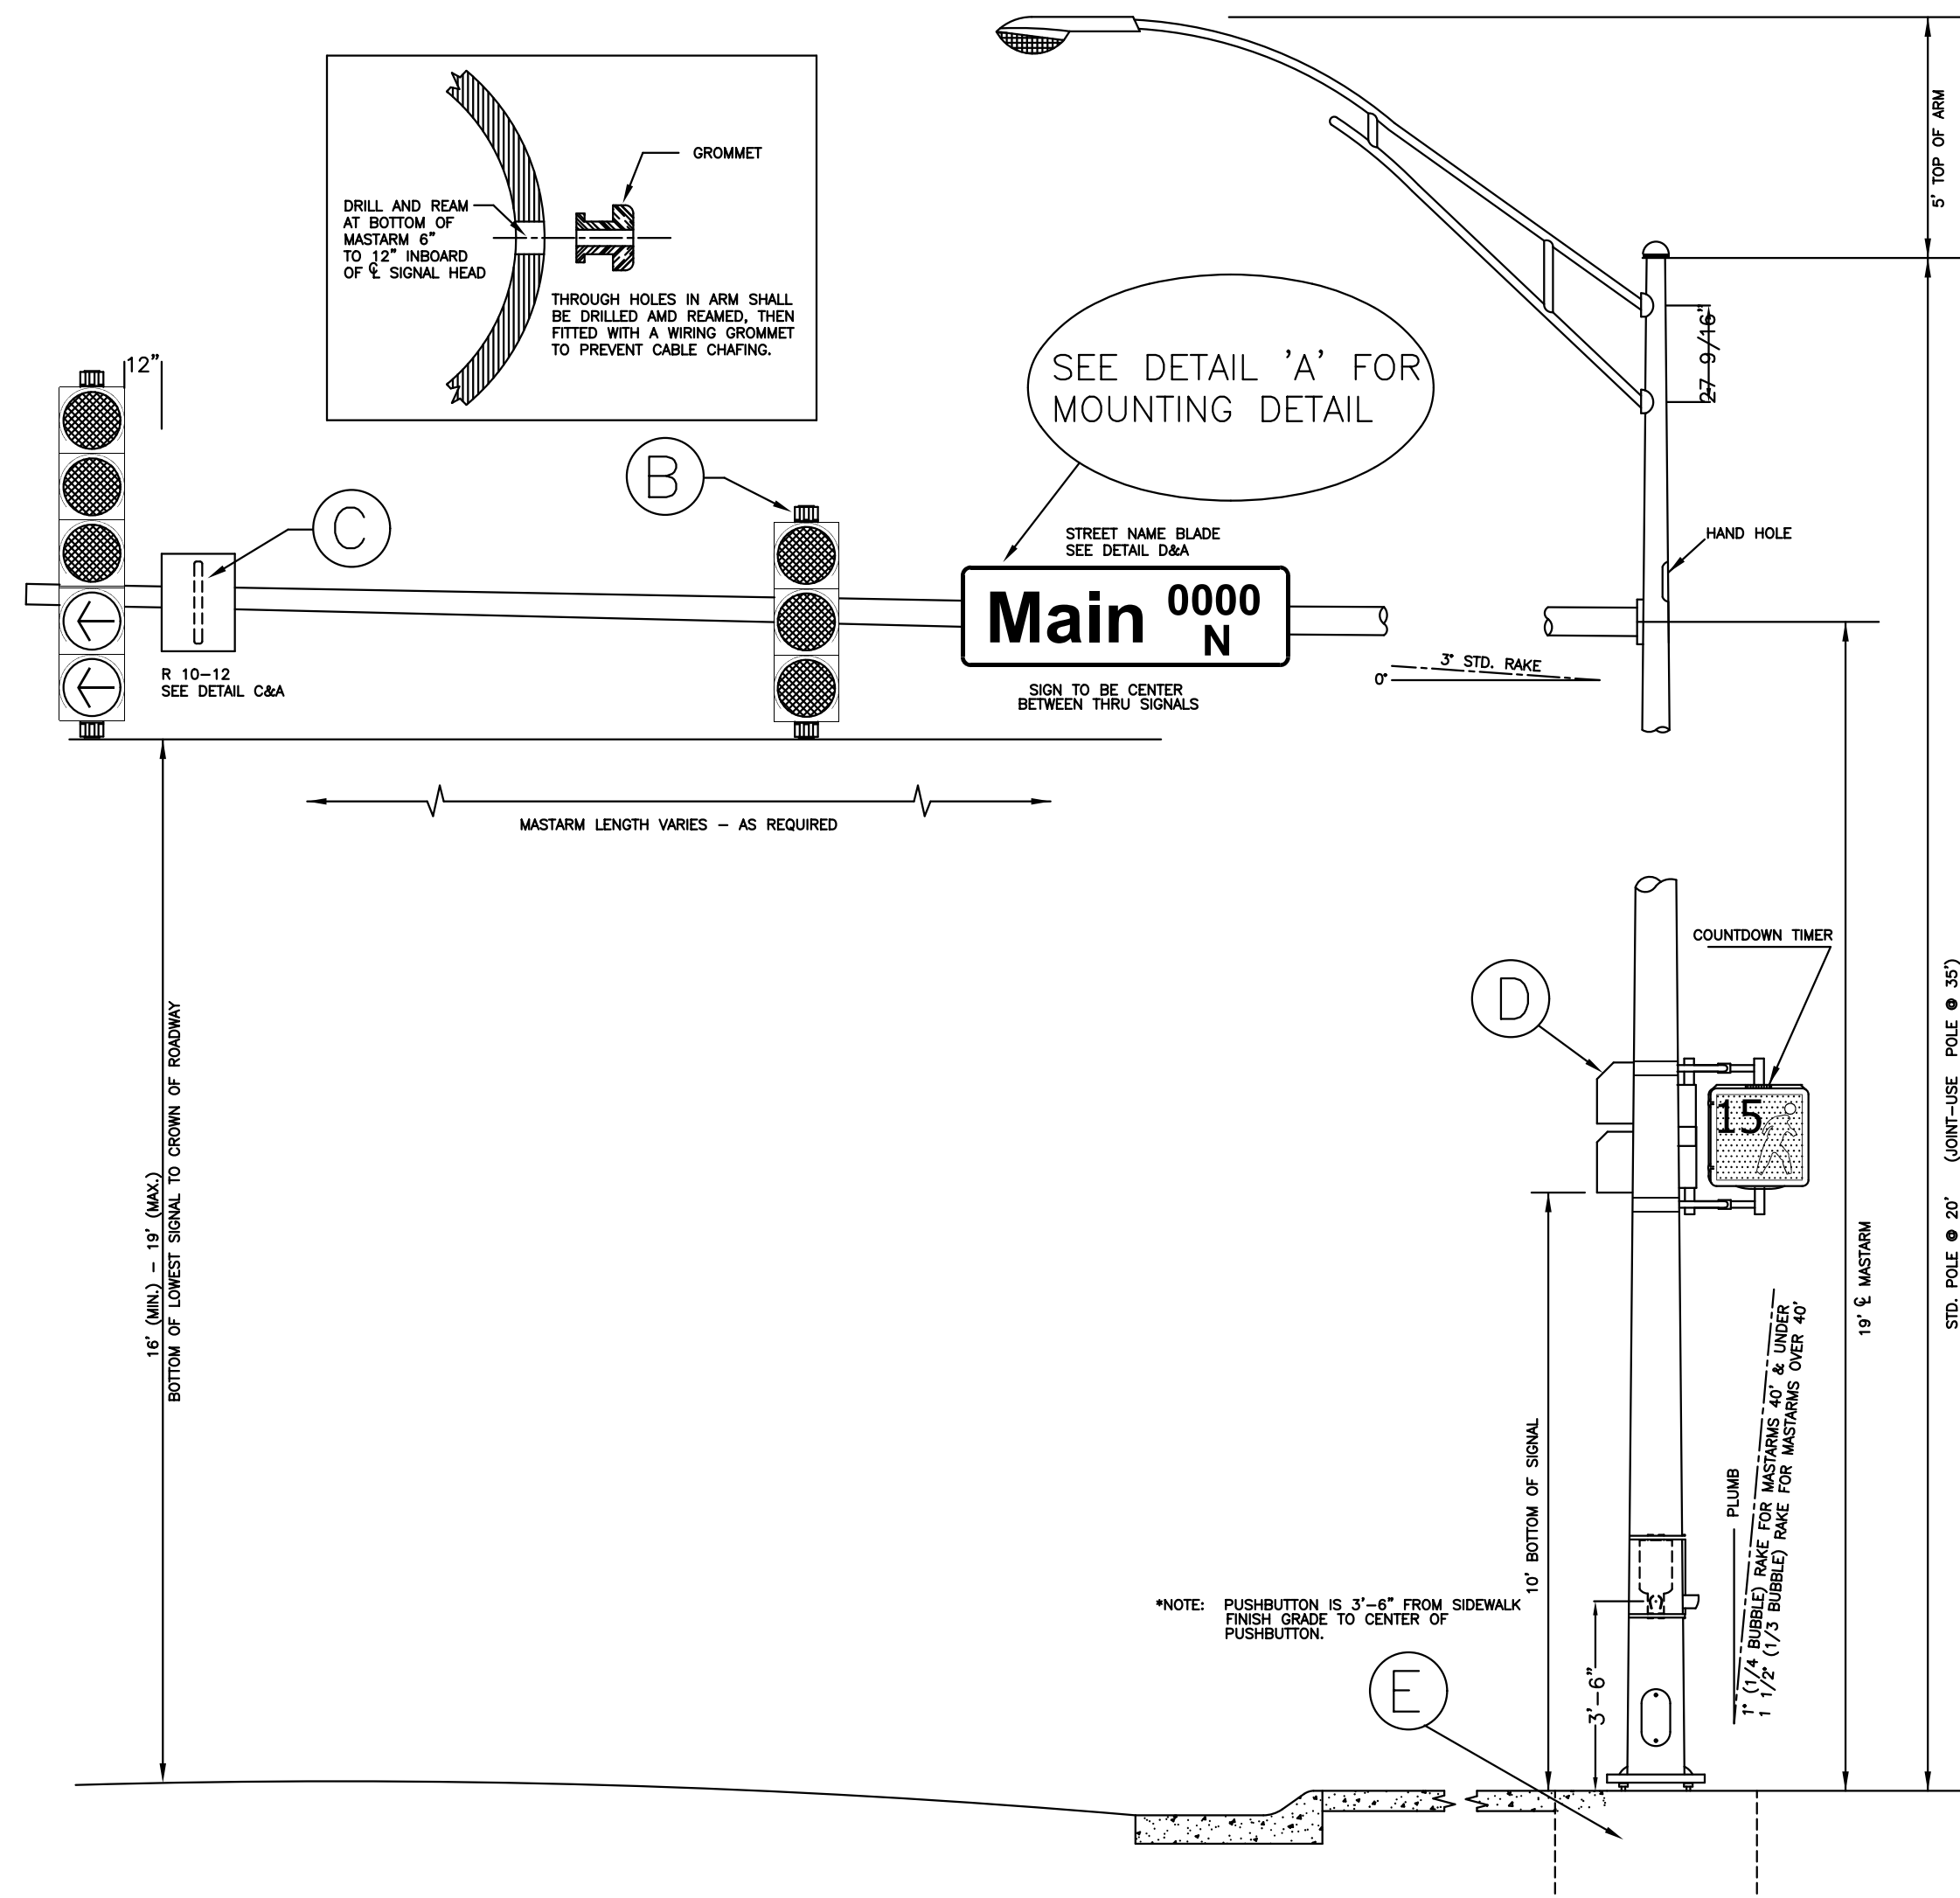 5' TOP OF ARM
GROMMET
DRILL AND REAM
AT BOTTOM OF
MASTARM 6"
TO 12" INBOARD
OF ℄ SIGNAL HEAD
THROUGH HOLES IN ARM SHALL
BE DRILLED AMD REAMED, THEN
FITTED WITH A WIRING GROMMET
TO PREVENT CABLE CHAFING.
12"
SEE DETAIL 'A' FOR
MOUNTING DETAIL
27 9/16"
B
C
STREET NAME BLADE
SEE DETAIL D&A
HAND HOLE
Main 0000
N
R 10-12
SEE DETAIL C&A
SIGN TO BE CENTER
BETWEEN THRU SIGNALS
3° STD. RAKE
0°
MASTARM LENGTH VARIES - AS REQUIRED
COUNTDOWN TIMER
D
15
16' (MIN.) - 19' (MAX.)
BOTTOM OF LOWEST SIGNAL TO CROWN OF ROADWAY
STD. POLE @ 20' (JOINT-USE POLE @ 35')
19' ℄ MASTARM
10' BOTTOM OF SIGNAL
PLUMB
1° (1/4 BUBBLE) RAKE FOR MASTARMS 40' & UNDER
1 1/2° (1/3 BUBBLE) RAKE FOR MASTARMS OVER 40'
*NOTE: PUSHBUTTON IS 3'-6" FROM SIDEWALK
FINISH GRADE TO CENTER OF
PUSHBUTTON.
3'-6"
E